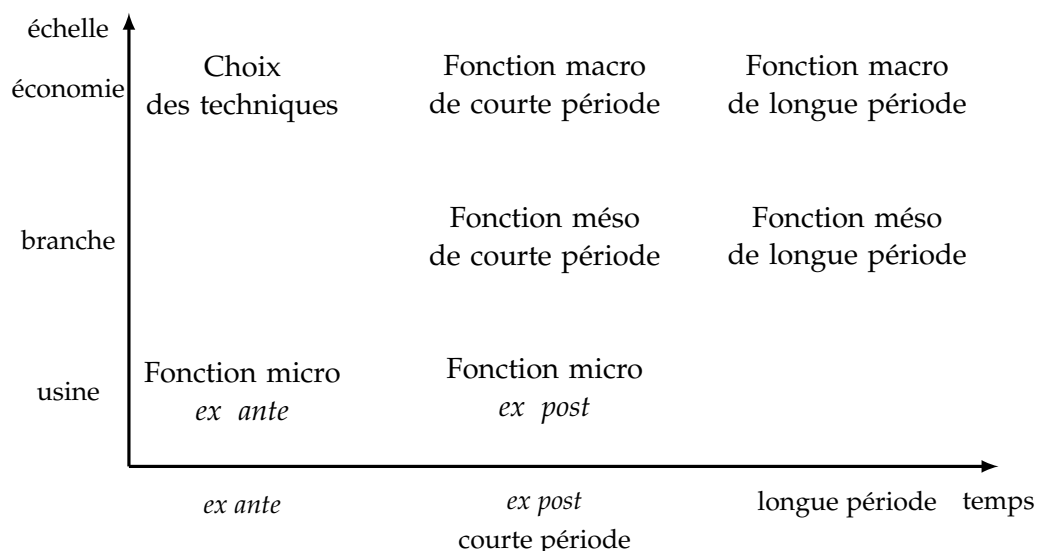 échelle
économie
Choix
des techniques
Fonction macro
de courte période
Fonction macro
de longue période
branche
Fonction méso
de courte période
Fonction méso
de longue période
usine
Fonction micro
ex ante
Fonction micro
ex post
ex ante
ex post
courte période
longue période
temps